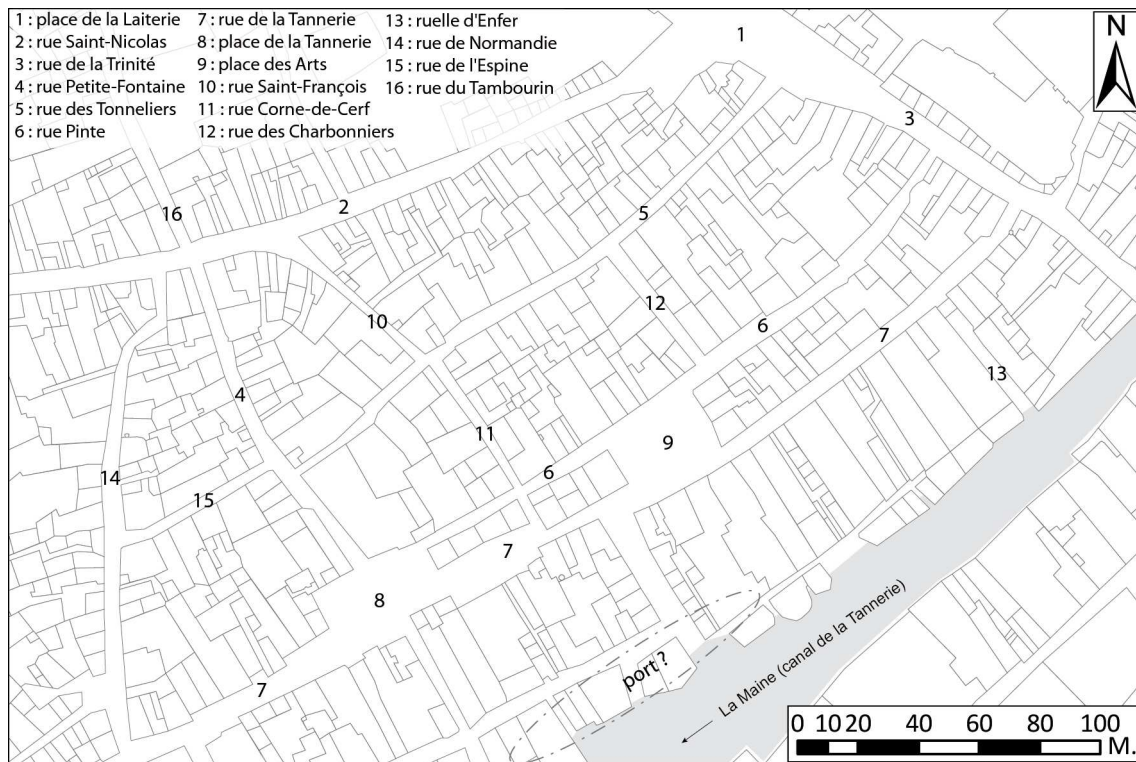 1 : place de la Laiterie
2 : rue Saint-Nicolas
3 : rue de la Trinité
4 : rue Petite-Fontaine
5 : rue des Tonneliers
6 : rue Pinte
7 : rue de la Tannerie
8 : place de la Tannerie
9 : place des Arts
10 : rue Saint-François
11 : rue Corne-de-Cerf
12 : rue des Charbonniers
13 : ruelle d'Enfer
14 : rue de Normandie
15 : rue de l'Espine
16 : rue du Tambourin
N
1
3
16
2
5
12
10
6
7
4
13
11
9
14
6
15
7
8
port ?
La Maine (canal de la Tannerie)
7
0 10 20 40 60 80 100
M.